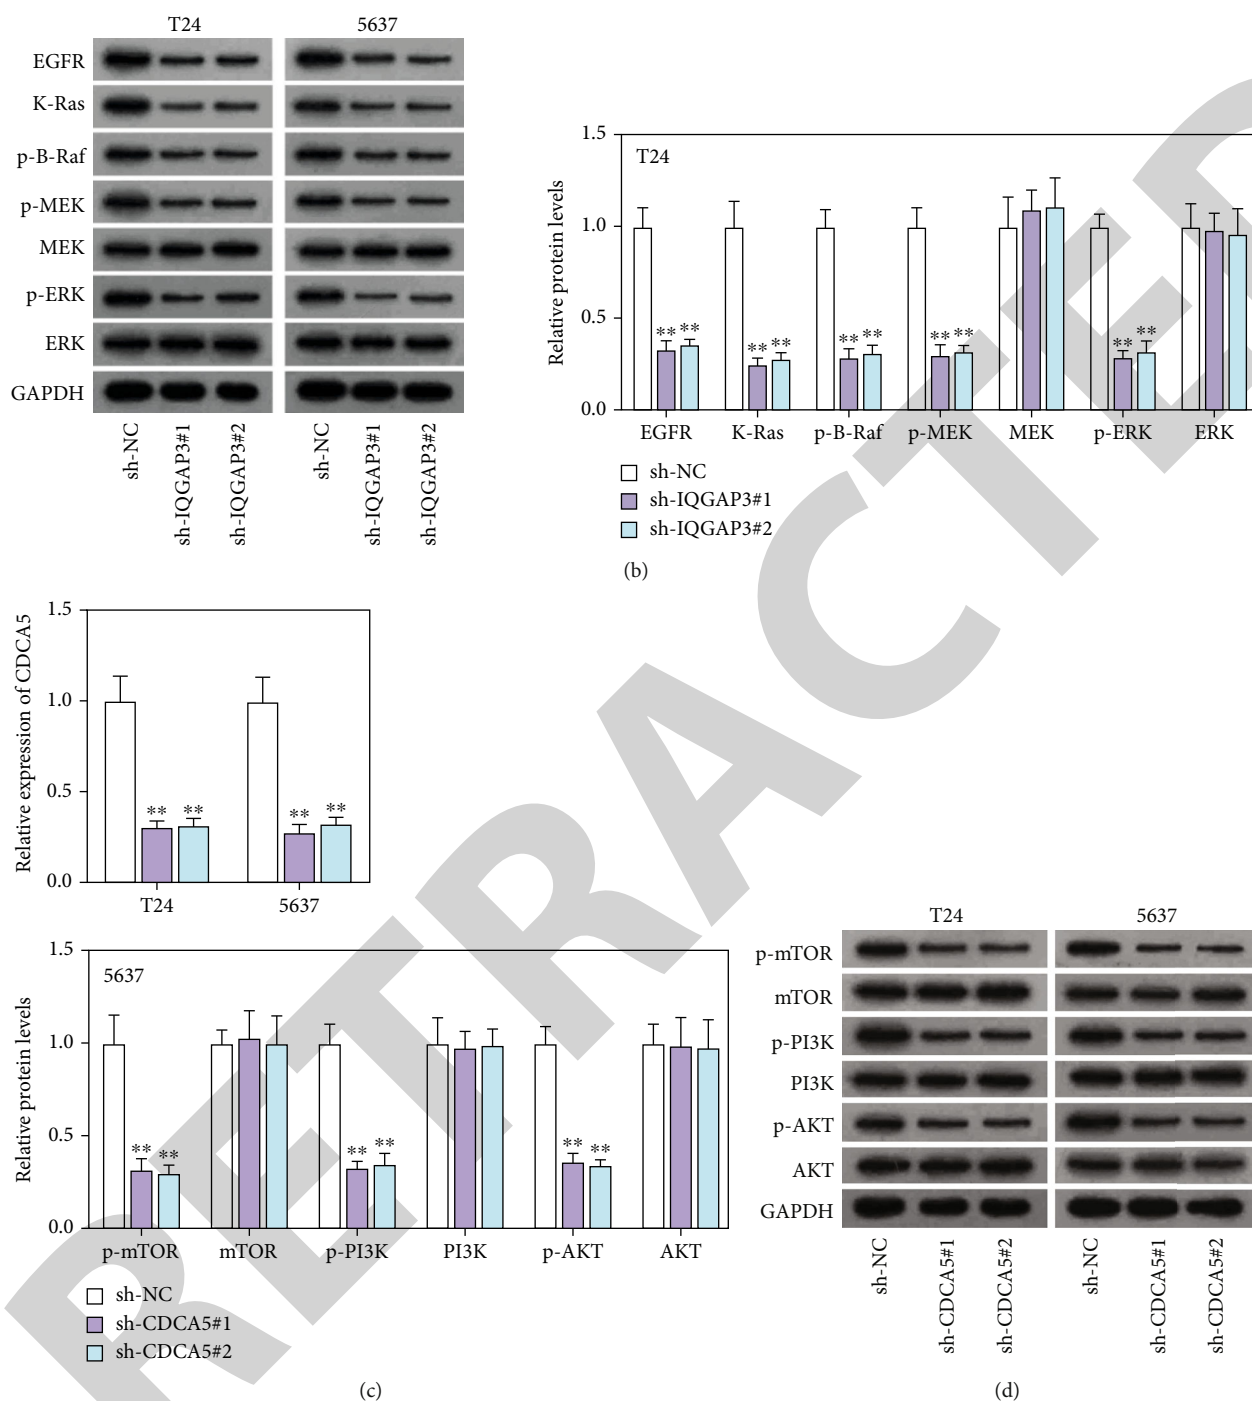 T24 5637
EGFR
K-Ras
p-B-Raf
p-MEK
MEK
p-ERK
ERK
GAPDH
sh-NC
sh-IQGAP3#1
sh-IQGAP3#2
sh-NC
sh-IQGAP3#1
sh-IQGAP3#2
Relative protein levels
1.5
1.0
0.5
0.0
T24
** ** ** ** ** ** ** ** ** **
EGFR K-Ras p-B-Raf p-MEK MEK p-ERK ERK
sh-NC
sh-IQGAP3#1
sh-IQGAP3#2
(b)
Relative expression of CDCA5
1.5
1.0
0.5
0.0
** ** ** **
T24 5637
Relative protein levels
1.5
1.0
0.5
0.0
5637
** ** ** ** ** **
p-mTOR mTOR p-PI3K PI3K p-AKT AKT
sh-NC
sh-CDCA5#1
sh-CDCA5#2
(c)
T24 5637
p-mTOR
mTOR
p-PI3K
PI3K
p-AKT
AKT
GAPDH
sh-NC
sh-CDCA5#1
sh-CDCA5#2
sh-NC
sh-CDCA5#1
sh-CDCA5#2
(d)
RETRACTED